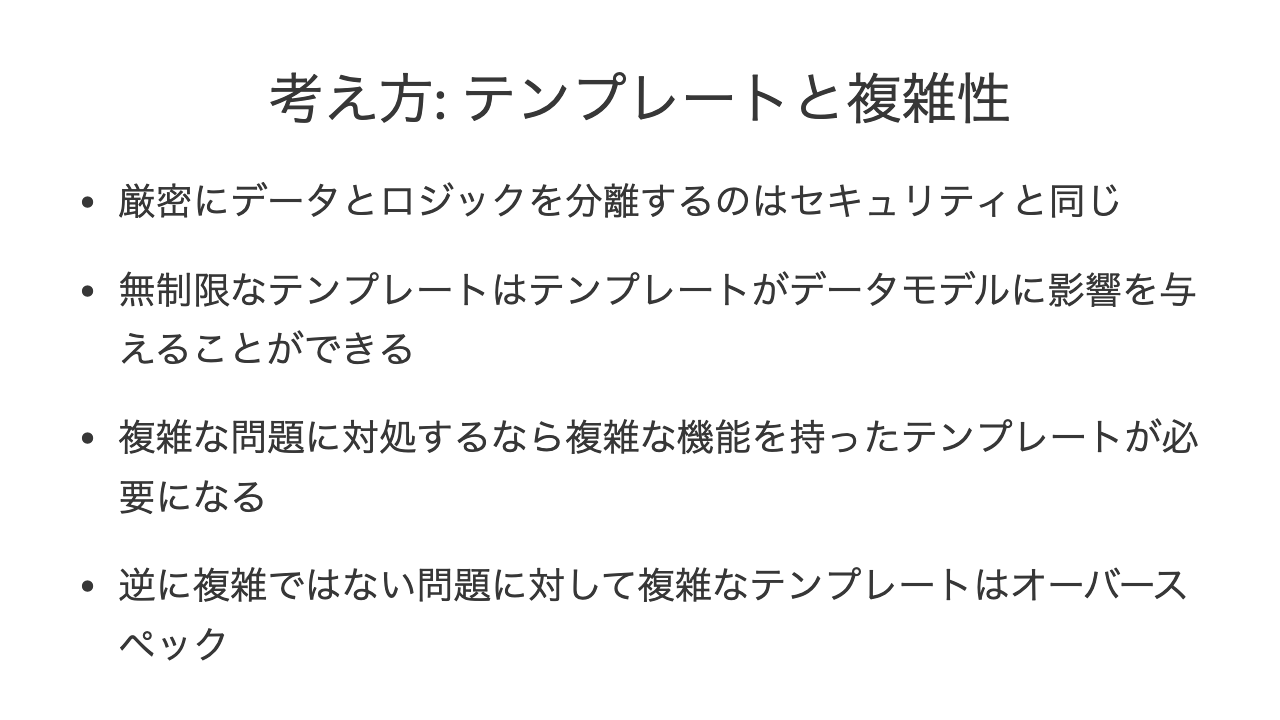 考え方: テンプレートと複雑性
• 厳密にデータとロジックを分離するのはセキュリティと同じ
• 無制限なテンプレートはテンプレートがデータモデルに影響を与
えることができる
• 複雑な問題に対処するなら複雑な機能を持ったテンプレートが必
要になる
• 逆に複雑ではない問題に対して複雑なテンプレートはオーバース
ペック